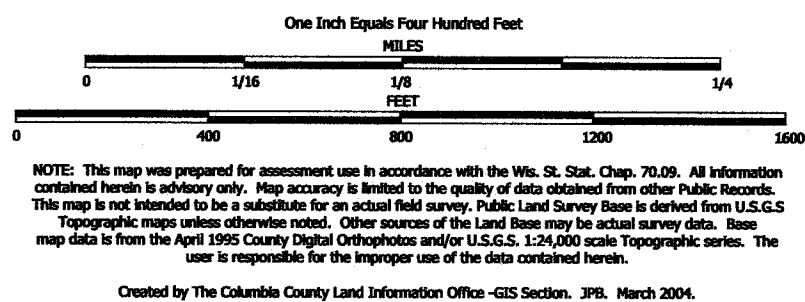 One Inch Equals Four Hundred Feet
MILES
0 1/16 1/8 1/4
FEET
0 400 800 1200 1600
NOTE: This map was prepared for assessment use in accordance with the Wis. St. Stat. Chap. 70.09. All information
contained herein is advisory only. Map accuracy is limited to the quality of data obtained from other Public Records.
This map is not intended to be a substitute for an actual field survey. Public Land Survey Base is derived from U.S.G.S
Topographic maps unless otherwise noted. Other sources of the Land Base may be actual survey data. Base
map data is from the April 1995 County Digital Orthophotos and/or U.S.G.S. 1:24,000 scale Topographic series. The
user is responsible for the improper use of the data contained herein.
Created by The Columbia County Land Information Office -GIS Section. JPB. March 2004.